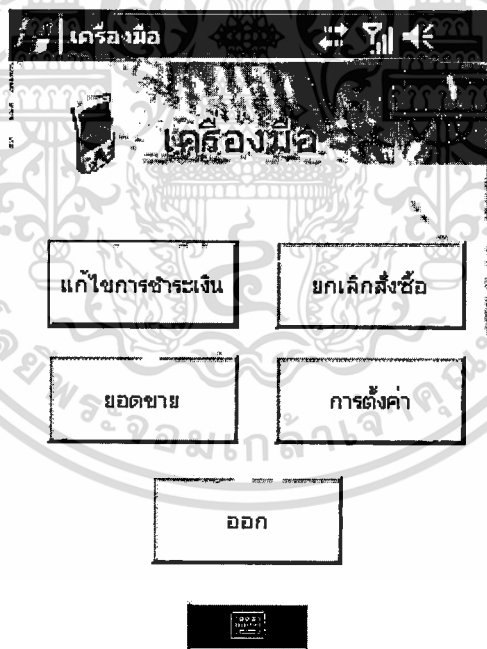 เครื่องมือ
เครื่องมือ
แก้ไขการชำระเงิน
ยกเลิกสั่งซื้อ
ยอดขาย
การตั้งค่า
ออก